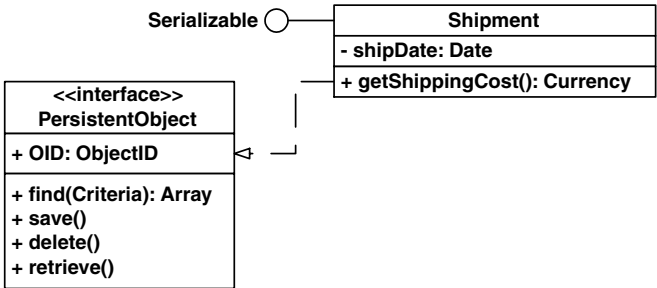 Serializable
Shipment
- shipDate: Date
+ getShippingCost(): Currency
<<interface>>
PersistentObject
+ OID: ObjectID
+ find(Criteria): Array
+ save()
+ delete()
+ retrieve()